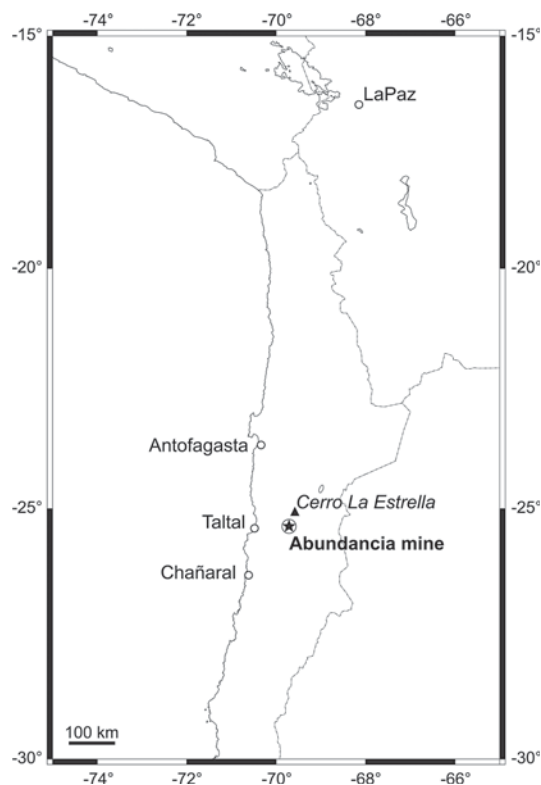 -74° -72° -70° -68° -66°
-15° -15°
LaPaz
-20° -20°
Antofagasta
-25° Cerro La Estrella -25°
Taltal
Abundancia mine
Chañaral
100 km
-30° -30°
-74° -72° -70° -68° -66°